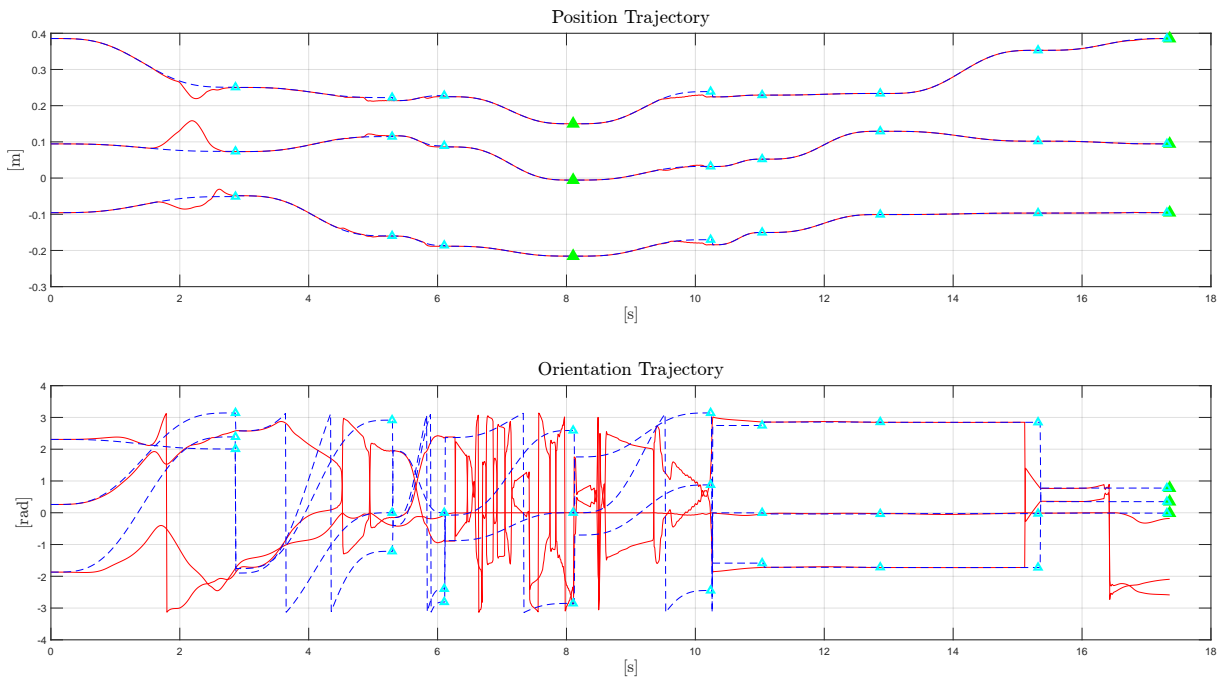 Position Trajectory
0.4
0.3
0.2
0.1
0
-0.1
-0.2
-0.3
[m]
0 2 4 6 8 10 12 14 16 18
[s]
Orientation Trajectory
4
3
2
1
0
-1
-2
-3
-4
[rad]
0 2 4 6 8 10 12 14 16 18
[s]